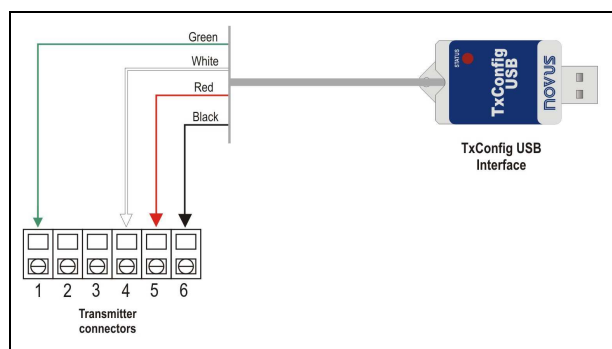 Green
White
Red
Black
STATUS
TxConfig
USB
NOVUS
TxConfig USB
Interface
1 2 3 4 5 6
Transmitter
connectors